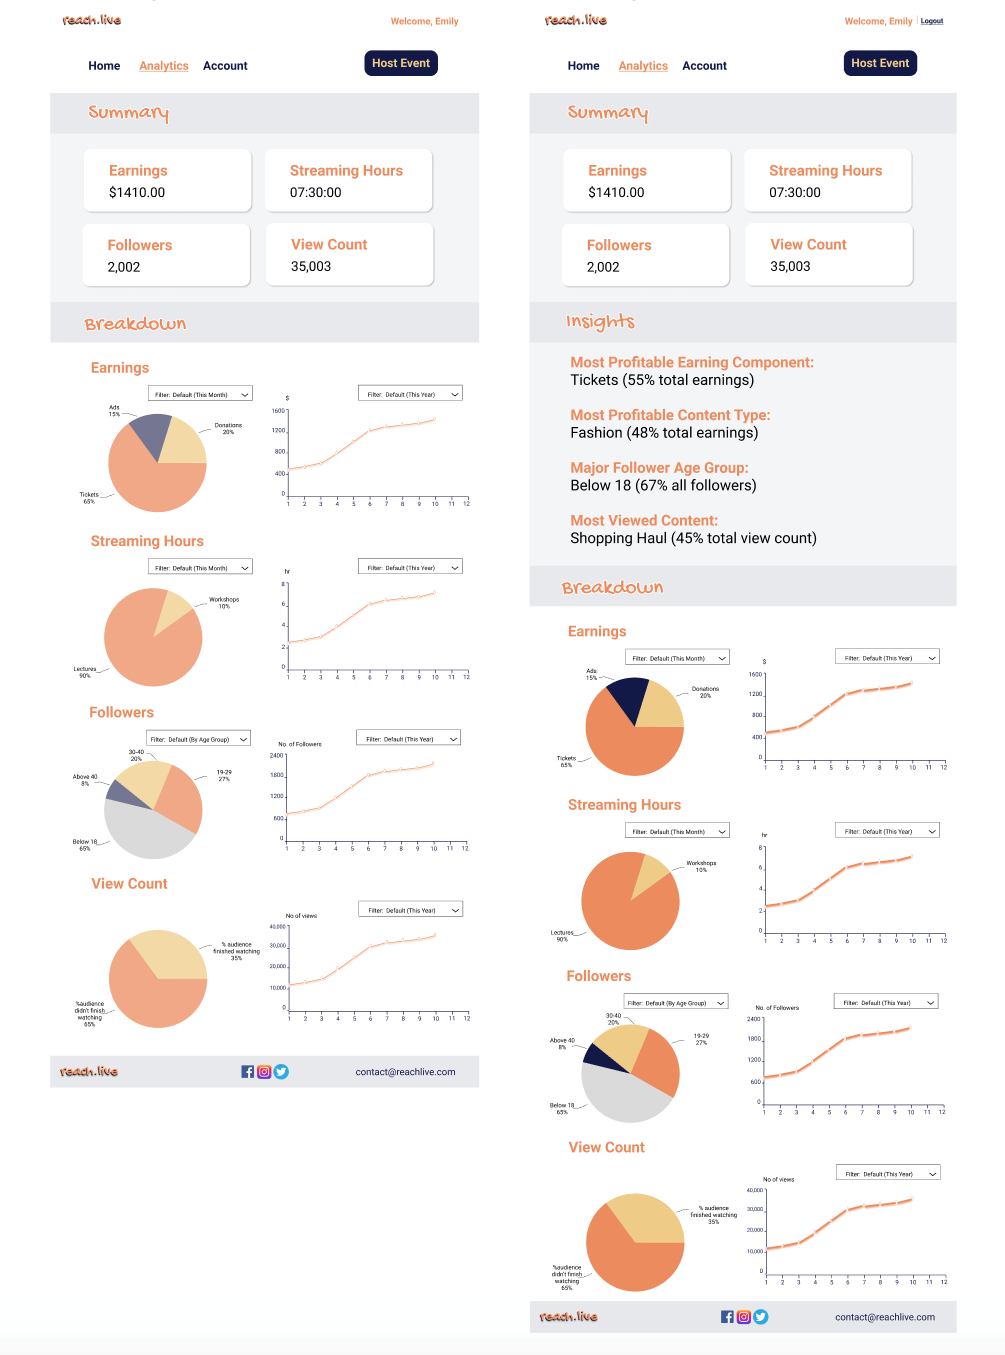 reach.live
Welcome, Emily
Home Analytics Account Host Event
Summary
Earnings
$1410.00
Streaming Hours
07:30:00
Followers
2,002
View Count
35,003
Breakdown
Earnings
Filter: Default (This Month)
Ads
15%
Donations
20%
Tickets
65%
Filter: Default (This Year)
$
1600
1200
800
400
0
1 2 3 4 5 6 7 8 9 10 11 12
Streaming Hours
Filter: Default (This Month)
Workshops
10%
Lectures
90%
Filter: Default (This Year)
hr
8
6
4
2
0
1 2 3 4 5 6 7 8 9 10 11 12
Followers
Filter: Default (By Age Group)
30-40
20%
19-29
27%
Above 40
8%
Below 18
65%
Filter: Default (This Year)
No. of Followers
2400
1800
1200
600
0
1 2 3 4 5 6 7 8 9 10 11 12
View Count
% audience
finished watching
35%
%audience
didn't finish
watching
65%
Filter: Default (This Year)
No of views
40,000
30,000
20,000
10,000
0
1 2 3 4 5 6 7 8 9 10 11 12
reach.live
contact@reachlive.com
reach.live
Welcome, Emily | Logout
Home Analytics Account Host Event
Summary
Earnings
$1410.00
Streaming Hours
07:30:00
Followers
2,002
View Count
35,003
Insights
Most Profitable Earning Component:
Tickets (55% total earnings)
Most Profitable Content Type:
Fashion (48% total earnings)
Major Follower Age Group:
Below 18 (67% all followers)
Most Viewed Content:
Shopping Haul (45% total view count)
Breakdown
Earnings
Filter: Default (This Month)
Ads
15%
Donations
20%
Tickets
65%
Filter: Default (This Year)
$
1600
1200
800
400
0
1 2 3 4 5 6 7 8 9 10 11 12
Streaming Hours
Filter: Default (This Month)
Workshops
10%
Lectures
90%
Filter: Default (This Year)
hr
8
6
4
2
0
1 2 3 4 5 6 7 8 9 10 11 12
Followers
Filter: Default (By Age Group)
30-40
20%
19-29
27%
Above 40
8%
Below 18
65%
Filter: Default (This Year)
No. of Followers
2400
1800
1200
600
0
1 2 3 4 5 6 7 8 9 10 11 12
View Count
% audience
finished watching
35%
%audience
didn't finish
watching
65%
Filter: Default (This Year)
No of views
40,000
30,000
20,000
10,000
0
1 2 3 4 5 6 7 8 9 10 11 12
reach.live
contact@reachlive.com